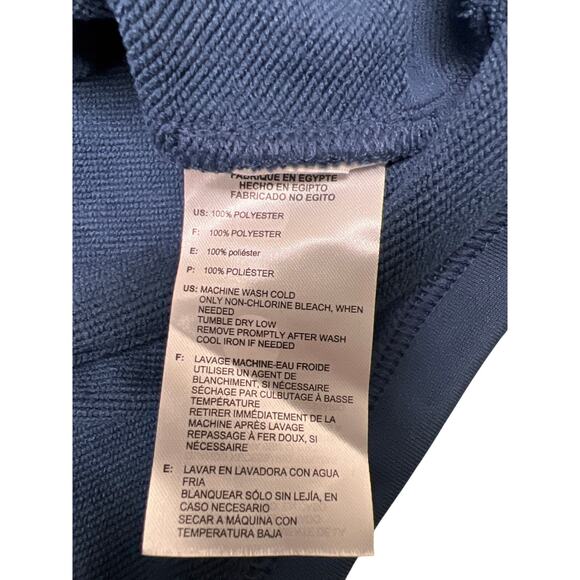 FABRIQUÉ EN EGYPTE
HECHO EN EGIPTO
FABRICADO NO EGITO
US: 100% POLYESTER
F: 100% POLYESTER
E: 100% poliéster
P: 100% POLIÉSTER
US: MACHINE WASH COLD
ONLY NON-CHLORINE BLEACH, WHEN
NEEDED
TUMBLE DRY LOW
REMOVE PROMPTLY AFTER WASH
COOL IRON IF NEEDED
F: LAVAGE MACHINE-EAU FROIDE
UTILISER UN AGENT DE
BLANCHIMENT, SI NÉCESSAIRE
SÉCHAGE PAR CULBUTAGE À BASSE
TEMPÉRATURE
RETIRER IMMÉDIATEMENT DE LA
MACHINE APRÈS LAVAGE
REPASSAGE À FER DOUX, SI
NÉCESSAIRE
E: LAVAR EN LAVADORA CON AGUA
FRIA
BLANQUEAR SÓLO SIN LEJÍA, EN
CASO NECESARIO
SECAR A MÁQUINA CON
TEMPERATURA BAJA